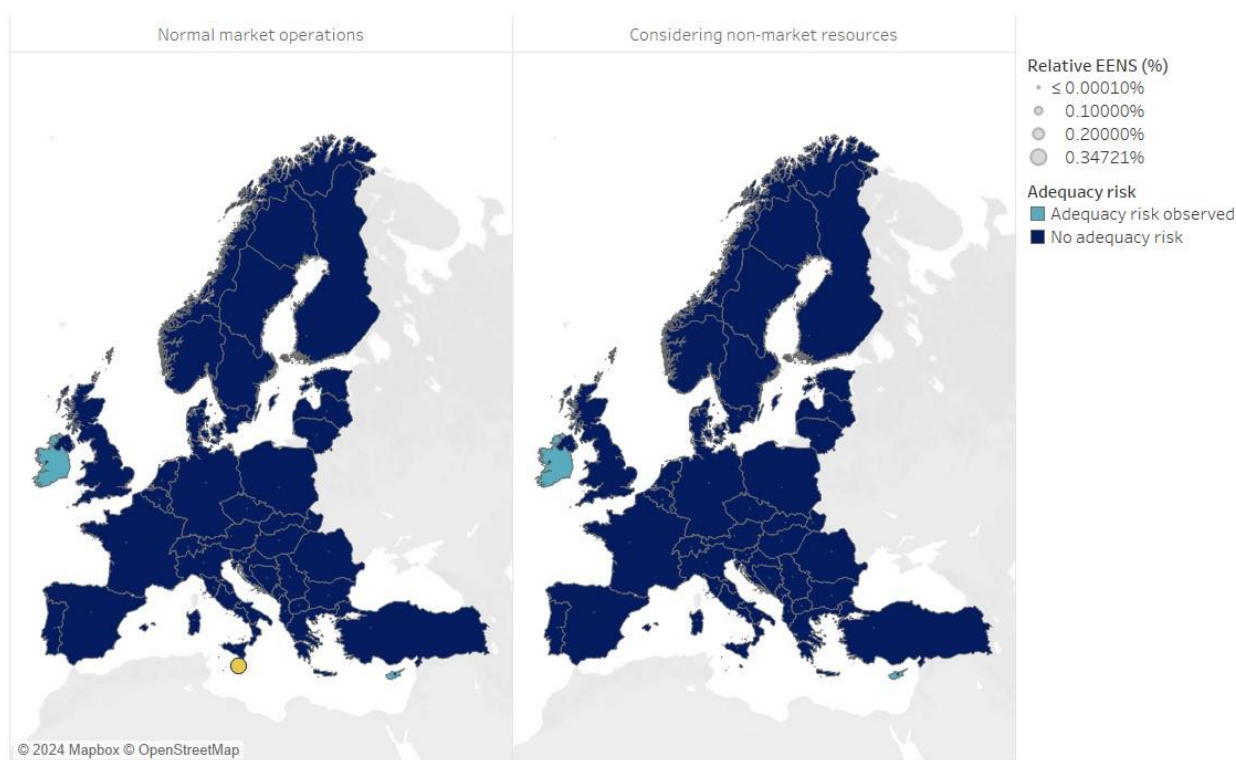 Normal market operations
Considering non-market resources
Relative EENS (%)
≤ 0.00010%
0.10000%
0.20000%
0.34721%
Adequacy risk
Adequacy risk observed
No adequacy risk
© 2024 Mapbox © OpenStreetMap